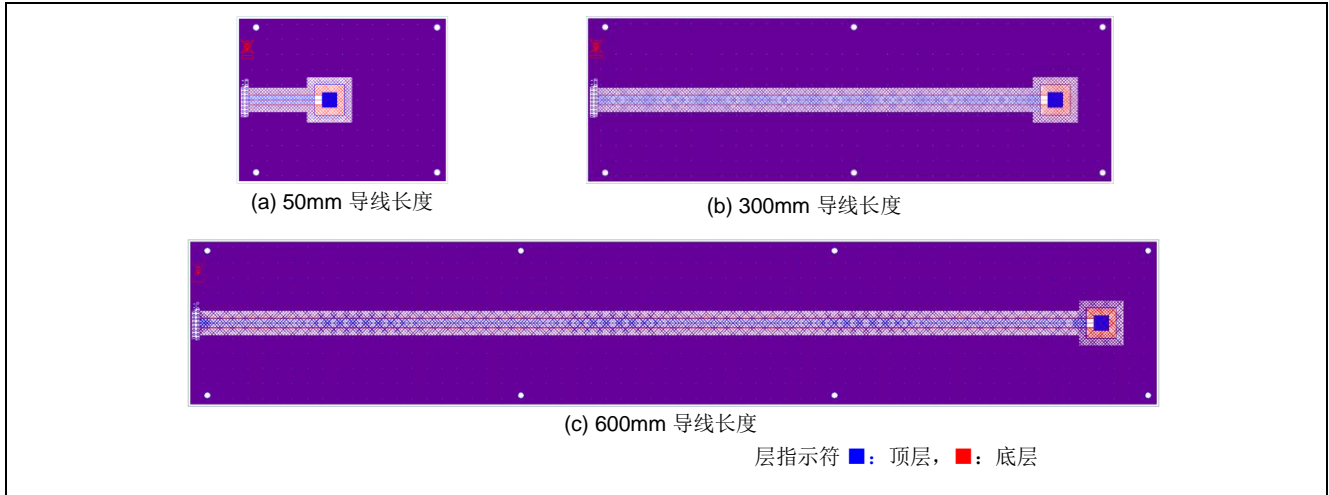 (a) 50mm 导线长度
(b) 300mm 导线长度
(c) 600mm 导线长度
层指示符 ■：顶层，■：底层